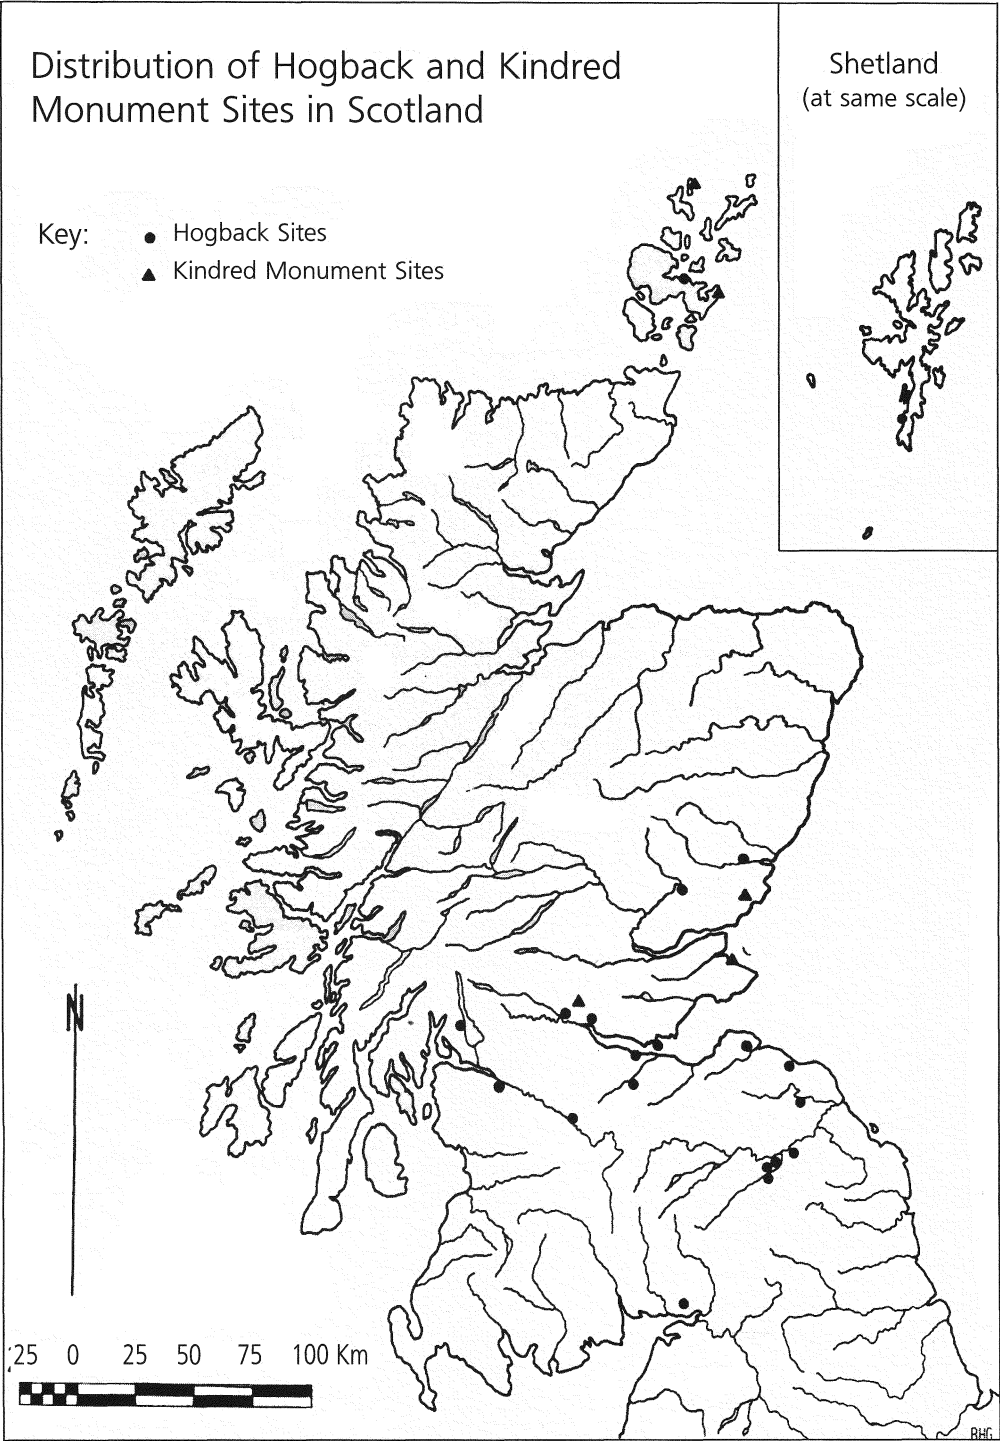 Distribution of Hogback and Kindred
Monument Sites in Scotland
Shetland
(at same scale)
Key:
Hogback Sites
Kindred Monument Sites
N
25 0 25 50 75 100 Km
RHG